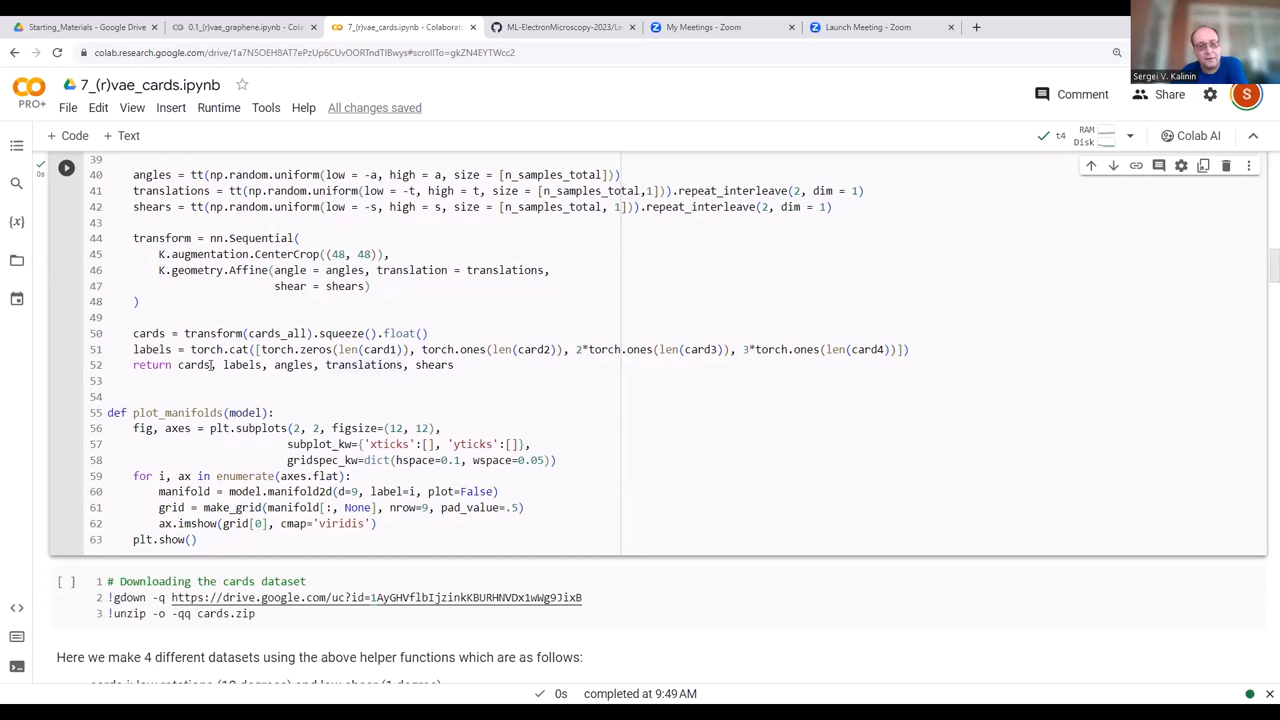 Starting_Materials - Google Drive
0.1_(r)vae_graphene.ipynb - Col
7_(r)vae_cards.ipynb - Colaborat
ML-ElectronMicroscopy-2023/Le
My Meetings - Zoom
Launch Meeting - Zoom
colab.research.google.com/drive/1a7N5OEH8AT7ePzUp6CUvOORTndTIBwys#scrollTo=gkZN4EYTWcc2
Sergei V. Kalinin
7_(r)vae_cards.ipynb
PRO+
File Edit View Insert Runtime Tools Help All changes saved
Comment Share S
+ Code + Text
t4 RAM Disk Colab AI
0s
39
40 angles = tt(np.random.uniform(low = -a, high = a, size = [n_samples_total]))
41 translations = tt(np.random.uniform(low = -t, high = t, size = [n_samples_total,1])).repeat_interleave(2, dim = 1)
42 shears = tt(np.random.uniform(low = -s, high = s, size = [n_samples_total, 1])).repeat_interleave(2, dim = 1)
43
44 transform = nn.Sequential(
45 K.augmentation.CenterCrop((48, 48)),
46 K.geometry.Affine(angle = angles, translation = translations,
47 shear = shears)
48 )
49
50 cards = transform(cards_all).squeeze().float()
51 labels = torch.cat([torch.zeros(len(card1)), torch.ones(len(card2)), 2*torch.ones(len(card3)), 3*torch.ones(len(card4))])
52 return cards, labels, angles, translations, shears
53
54
55 def plot_manifolds(model):
56 fig, axes = plt.subplots(2, 2, figsize=(12, 12),
57 subplot_kw={'xticks':[], 'yticks':[]},
58 gridspec_kw=dict(hspace=0.1, wspace=0.05))
59 for i, ax in enumerate(axes.flat):
60 manifold = model.manifold2d(d=9, label=i, plot=False)
61 grid = make_grid(manifold[:, None], nrow=9, pad_value=.5)
62 ax.imshow(grid[0], cmap='viridis')
63 plt.show()
[ ] 1 # Downloading the cards dataset
2 !gdown -q https://drive.google.com/uc?id=1AyGHVflbIjzinkKBURHNVDx1wWg9JixB
3 !unzip -o -qq cards.zip
Here we make 4 different datasets using the above helper functions which are as follows:
0s completed at 9:49 AM